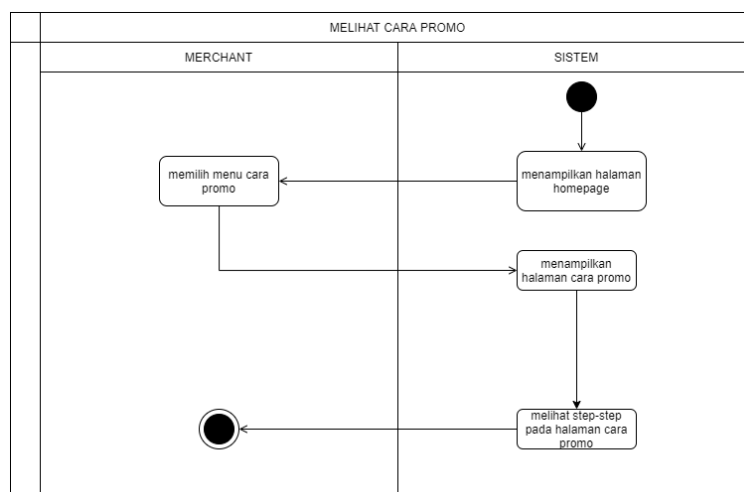 MELIHAT CARA PROMO
MERCHANT
SISTEM
menampilkan halaman
homepage
memilih menu cara
promo
menampilkan
halaman cara promo
melihat step-step
pada halaman cara
promo